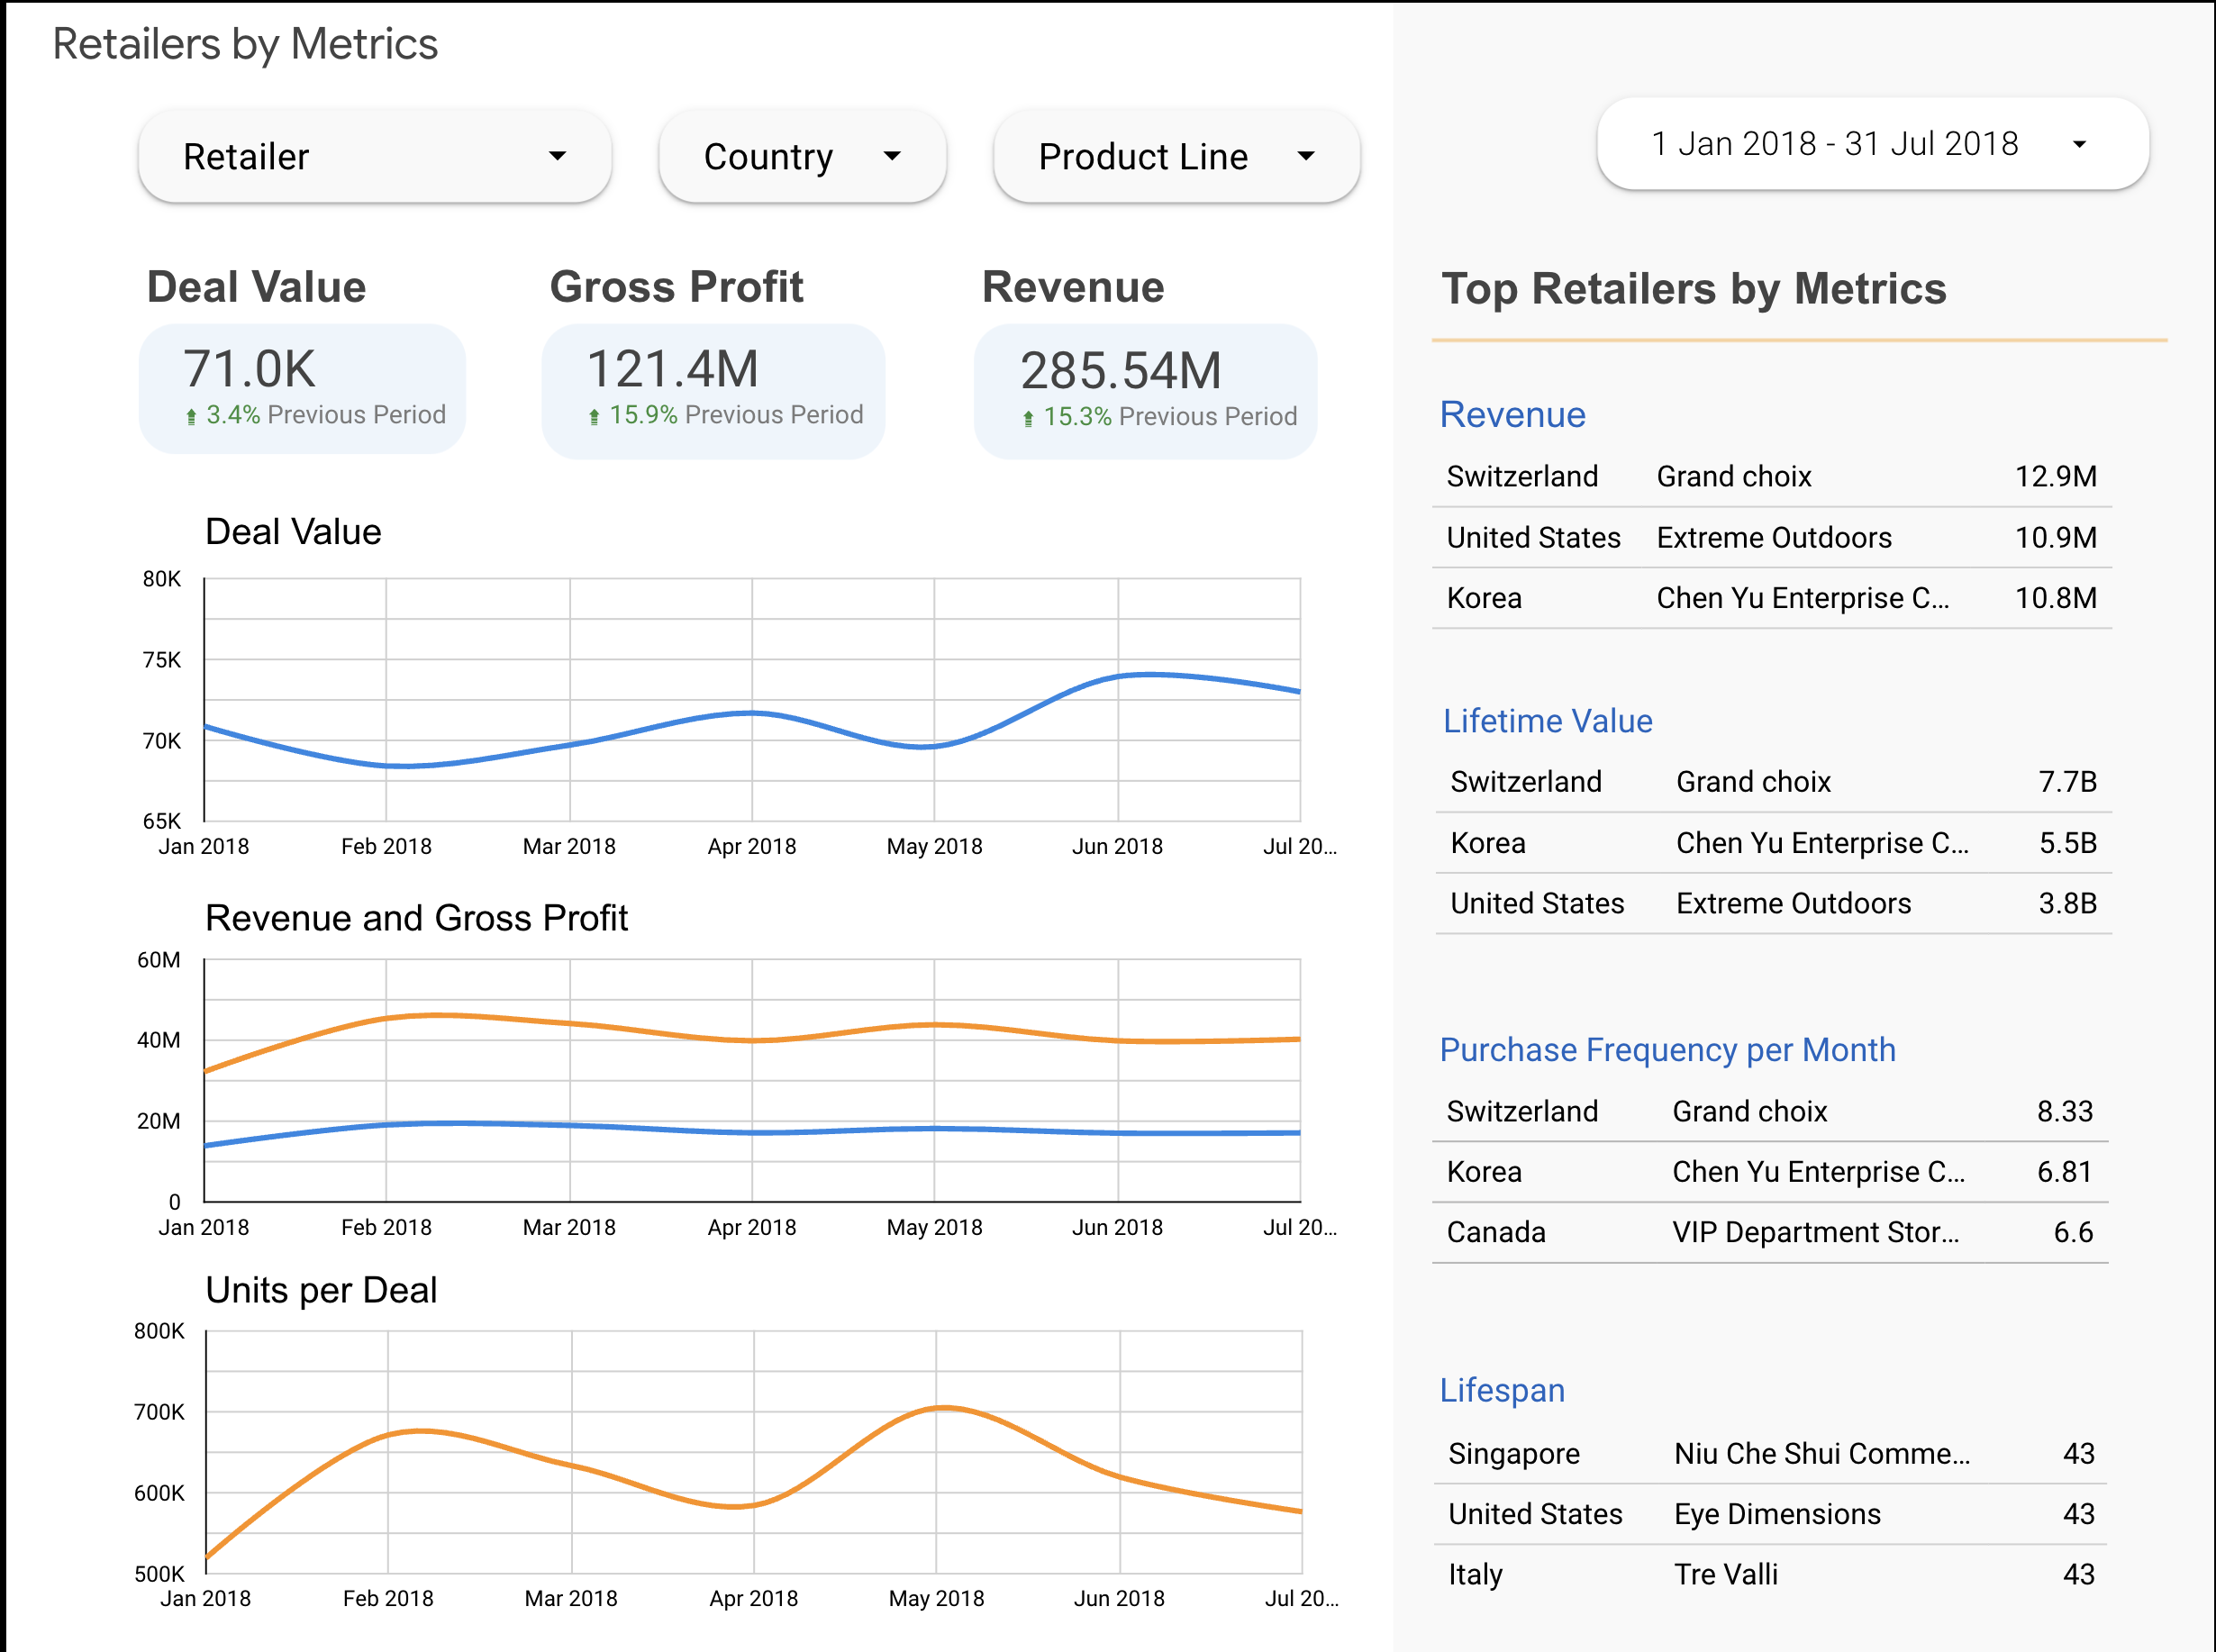 Retailers by Metrics
Retailer
Country
Product Line
1 Jan 2018 - 31 Jul 2018
Deal Value
71.0K
3.4% Previous Period
Gross Profit
121.4M
15.9% Previous Period
Revenue
285.54M
15.3% Previous Period
Deal Value
80K
75K
70K
65K
Jan 2018 Feb 2018 Mar 2018 Apr 2018 May 2018 Jun 2018 Jul 20...
Revenue and Gross Profit
60M
40M
20M
0
Jan 2018 Feb 2018 Mar 2018 Apr 2018 May 2018 Jun 2018 Jul 20...
Units per Deal
800K
700K
600K
500K
Jan 2018 Feb 2018 Mar 2018 Apr 2018 May 2018 Jun 2018 Jul 20...
Top Retailers by Metrics
Revenue
Switzerland Grand choix 12.9M
United States Extreme Outdoors 10.9M
Korea Chen Yu Enterprise C... 10.8M
Lifetime Value
Switzerland Grand choix 7.7B
Korea Chen Yu Enterprise C... 5.5B
United States Extreme Outdoors 3.8B
Purchase Frequency per Month
Switzerland Grand choix 8.33
Korea Chen Yu Enterprise C... 6.81
Canada VIP Department Stor... 6.6
Lifespan
Singapore Niu Che Shui Comme... 43
United States Eye Dimensions 43
Italy Tre Valli 43